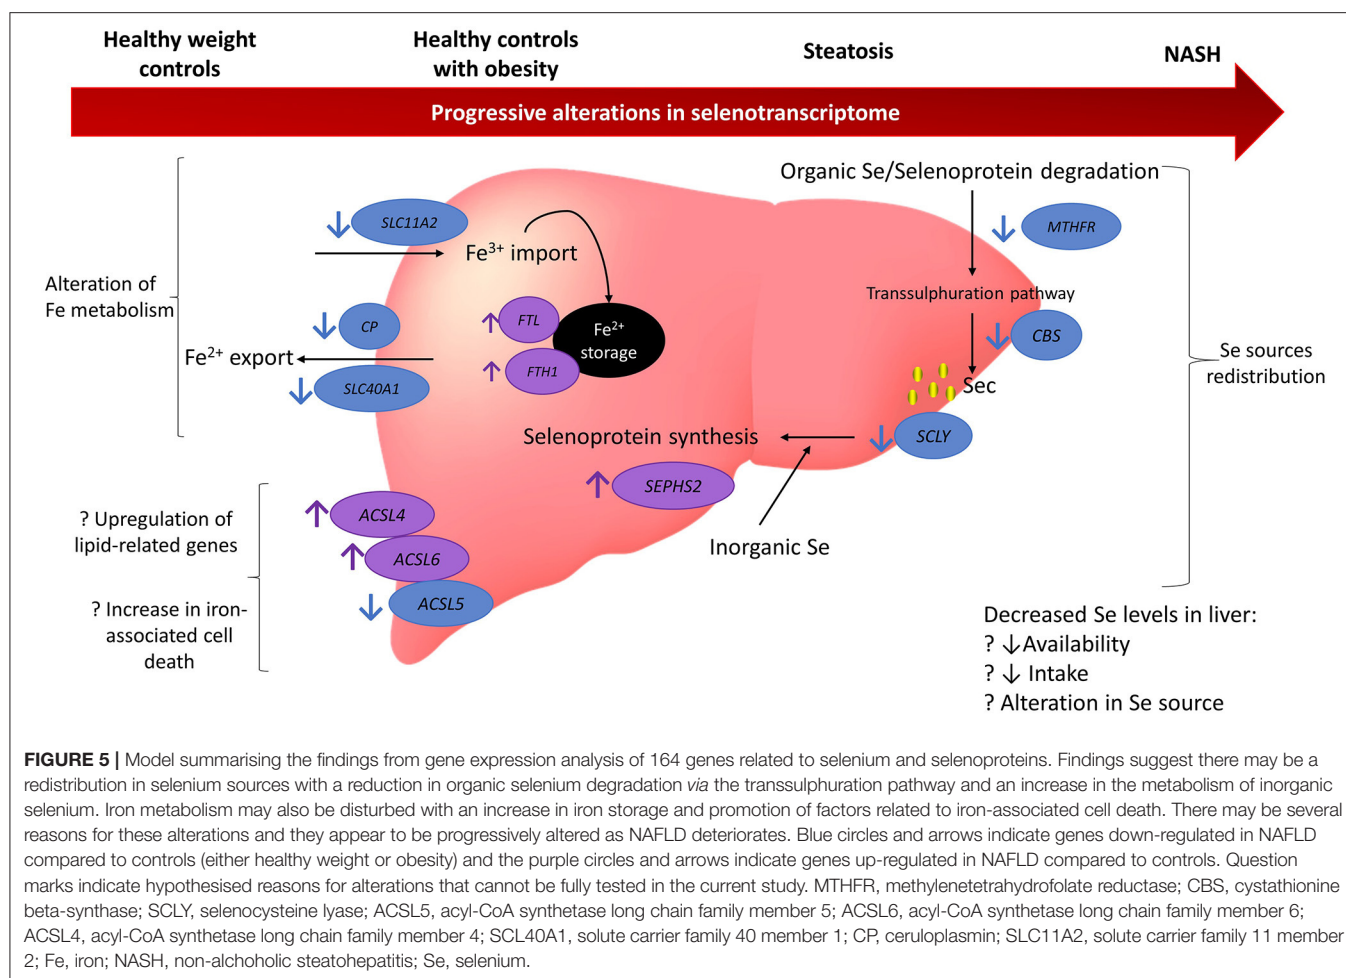 Healthy weight
controls
Healthy controls
with obesity
Steatosis
NASH
Progressive alterations in selenotranscriptome
Organic Se/Selenoprotein degradation
SLC11A2
MTHFR
Fe³⁺ import
Alteration of
Fe metabolism
Transsulphuration pathway
CP
FTL
Fe²⁺
storage
CBS
Fe²⁺ export
FTH1
Se sources
redistribution
SLC40A1
Sec
Selenoprotein synthesis
SCLY
SEPHS2
? Upregulation of
lipid-related genes
ACSL4
ACSL6
Inorganic Se
? Increase in iron-
associated cell
death
ACSL5
Decreased Se levels in liver:
? ↓Availability
? ↓ Intake
? Alteration in Se source
FIGURE 5 | Model summarising the findings from gene expression analysis of 164 genes related to selenium and selenoproteins. Findings suggest there may be a
redistribution in selenium sources with a reduction in organic selenium degradation via the transsulphuration pathway and an increase in the metabolism of inorganic
selenium. Iron metabolism may also be disturbed with an increase in iron storage and promotion of factors related to iron-associated cell death. There may be several
reasons for these alterations and they appear to be progressively altered as NAFLD deteriorates. Blue circles and arrows indicate genes down-regulated in NAFLD
compared to controls (either healthy weight or obesity) and the purple circles and arrows indicate genes up-regulated in NAFLD compared to controls. Question
marks indicate hypothesised reasons for alterations that cannot be fully tested in the current study. MTHFR, methylenetetrahydrofolate reductase; CBS, cystathionine
beta-synthase; SCLY, selenocysteine lyase; ACSL5, acyl-CoA synthetase long chain family member 5; ACSL6, acyl-CoA synthetase long chain family member 6;
ACSL4, acyl-CoA synthetase long chain family member 4; SCL40A1, solute carrier family 40 member 1; CP, ceruloplasmin; SLC11A2, solute carrier family 11 member
2; Fe, iron; NASH, non-alchoholic steatohepatitis; Se, selenium.